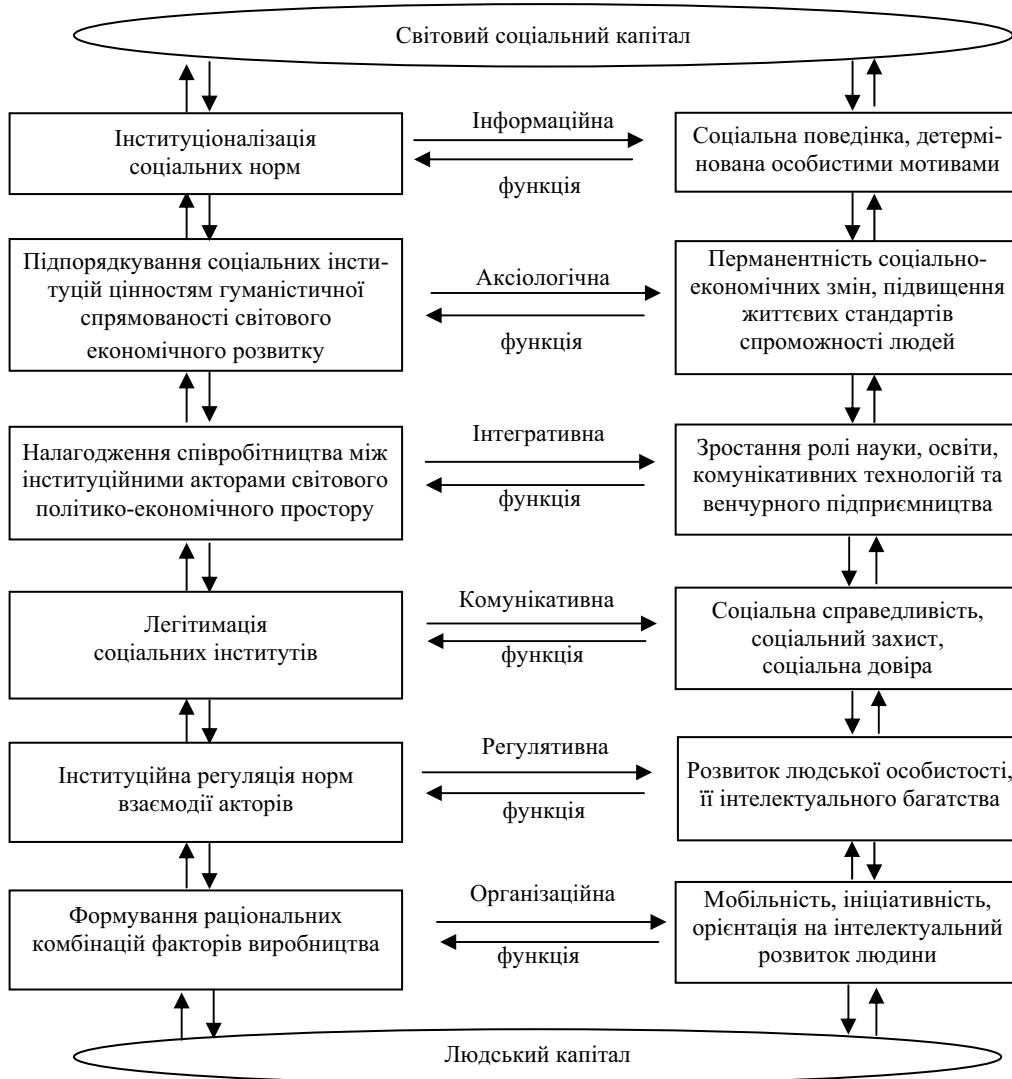 Світовий соціальний капітал
Інституціоналізація
соціальних норм
Інформаційна
функція
Соціальна поведінка, детермі-
нована особистими мотивами
Підпорядкування соціальних інсти-
туцій цінностям гуманістичної
спрямованості світового
економічного розвитку
Аксіологічна
функція
Перманентність соціально-
економічних змін, підвищення
життєвих стандартів
спроможності людей
Налагодження співробітництва між
інституційними акторами світового
політико-економічного простору
Інтегративна
функція
Зростання ролі науки, освіти,
комунікативних технологій та
венчурного підприємництва
Легітимація
соціальних інститутів
Комунікативна
функція
Соціальна справедливість,
соціальний захист,
соціальна довіра
Інституційна регуляція норм
взаємодії акторів
Регулятивна
функція
Розвиток людської особистості,
її інтелектуального багатства
Формування раціональних
комбінацій факторів виробництва
Організаційна
функція
Мобільність, ініціативність,
орієнтація на інтелектуальний
розвиток людини
Людський капітал